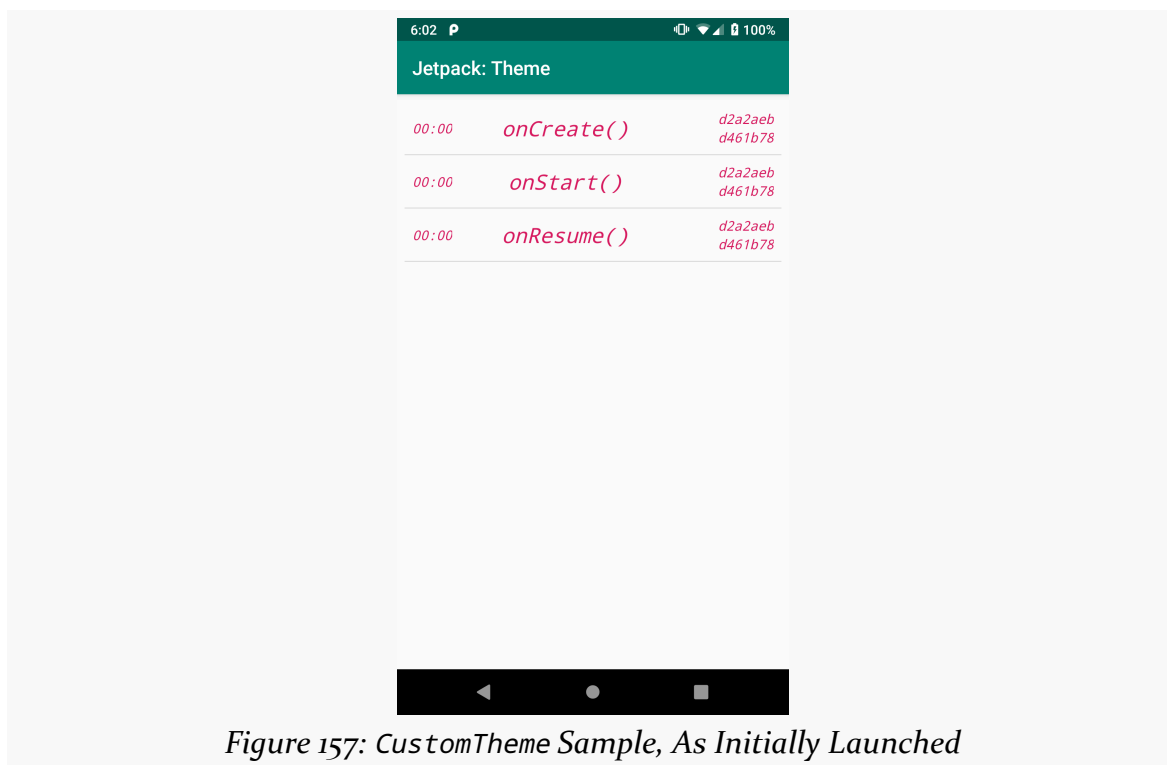 6:02 100%
Jetpack: Theme
00:00 onCreate() d2a2aeb
d461b78
00:00 onStart() d2a2aeb
d461b78
00:00 onResume() d2a2aeb
d461b78
Figure 157: CustomTheme Sample, As Initially Launched